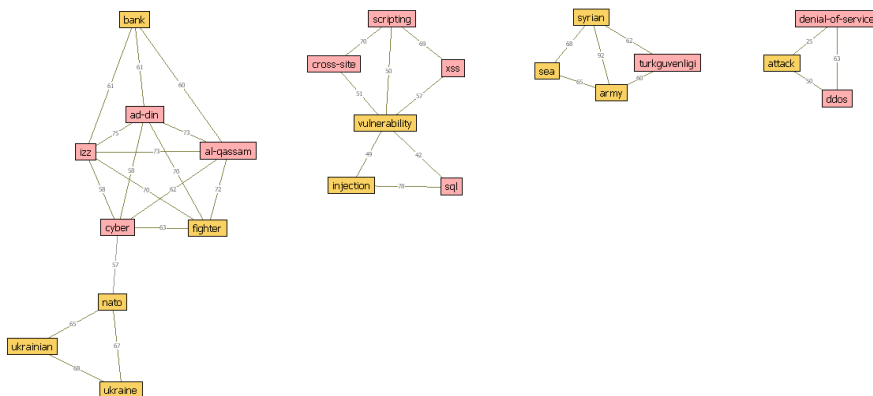 bank
61
61
60
ad-din
75
73
izz
73
al-qassam
58
58
70
76
62
72
cyber
63
fighter
57
nato
65
67
ukrainian
68
ukraine
scripting
70
50
69
cross-site
xss
51
57
vulnerability
49
42
injection
78
sql
syrian
68
92
62
sea
turkguvenligi
65
60
army
denial-of-service
25
63
attack
50
ddos